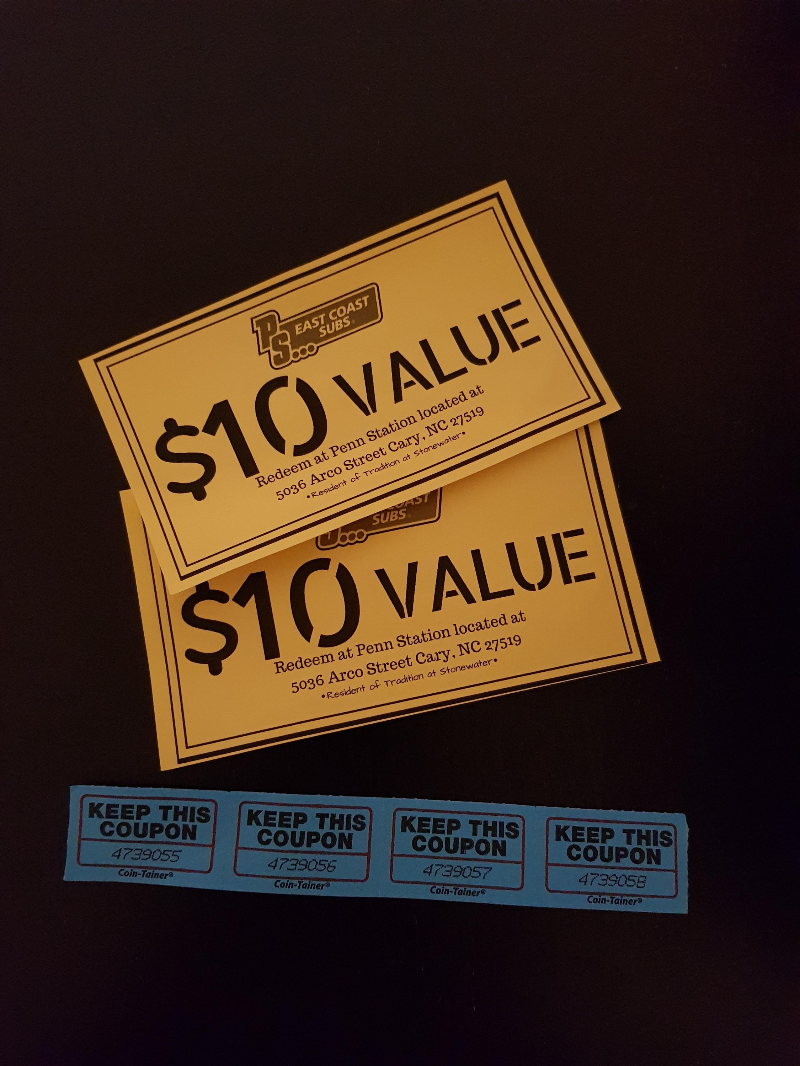 PS...
EAST COAST
SUBS®
$10 VALUE
Redeem at Penn Station located at
5036 Arco Street Cary, NC 27519
•Resident of Tradition at Stonewater•
COAST
SUBS®
$10 VALUE
Redeem at Penn Station located at
5036 Arco Street Cary, NC 27519
•Resident of Tradition at Stonewater•
KEEP THIS
COUPON
4739055
Coin-Tainer®
KEEP THIS
COUPON
4739056
Coin-Tainer®
KEEP THIS
COUPON
4739057
Coin-Tainer®
KEEP THIS
COUPON
4739058
Coin-Tainer®